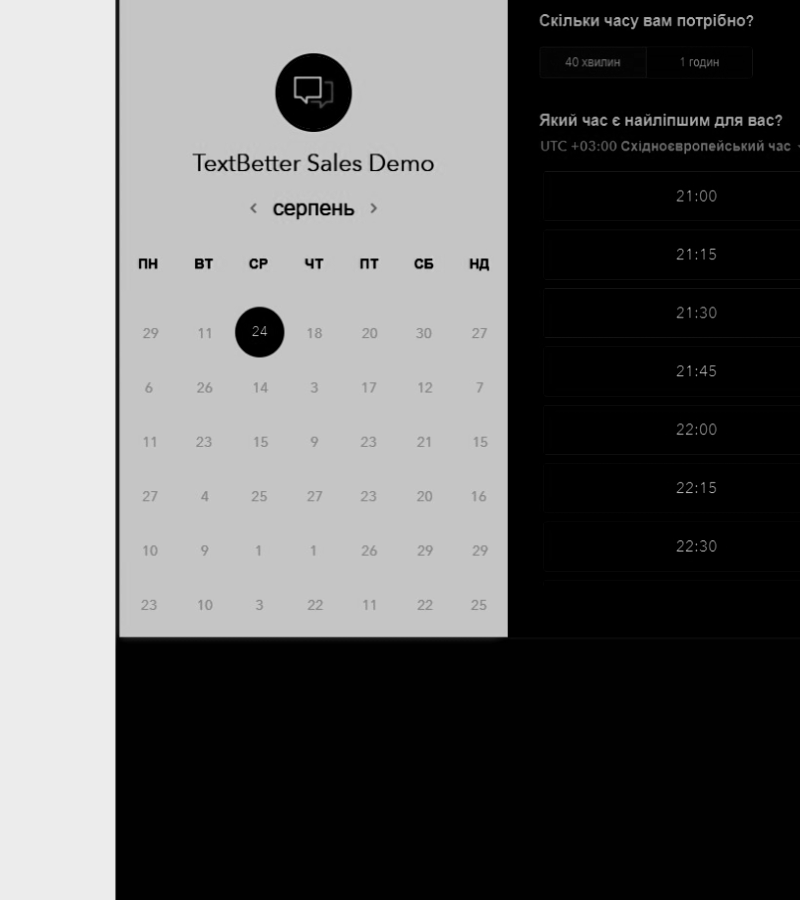 TextBetter Sales Demo
< серпень >
ПН ВТ СР ЧТ ПТ СБ НД
29 11 24 18 20 30 27
6 26 14 3 17 12 7
11 23 15 9 23 21 15
27 4 25 27 23 20 16
10 9 1 1 26 29 29
23 10 3 22 11 22 25
Скільки часу вам потрібно?
40 хвилин 1 годин
Який час є найліпшим для вас?
UTC +03:00 Східноєвропейський час
21:00
21:15
21:30
21:45
22:00
22:15
22:30